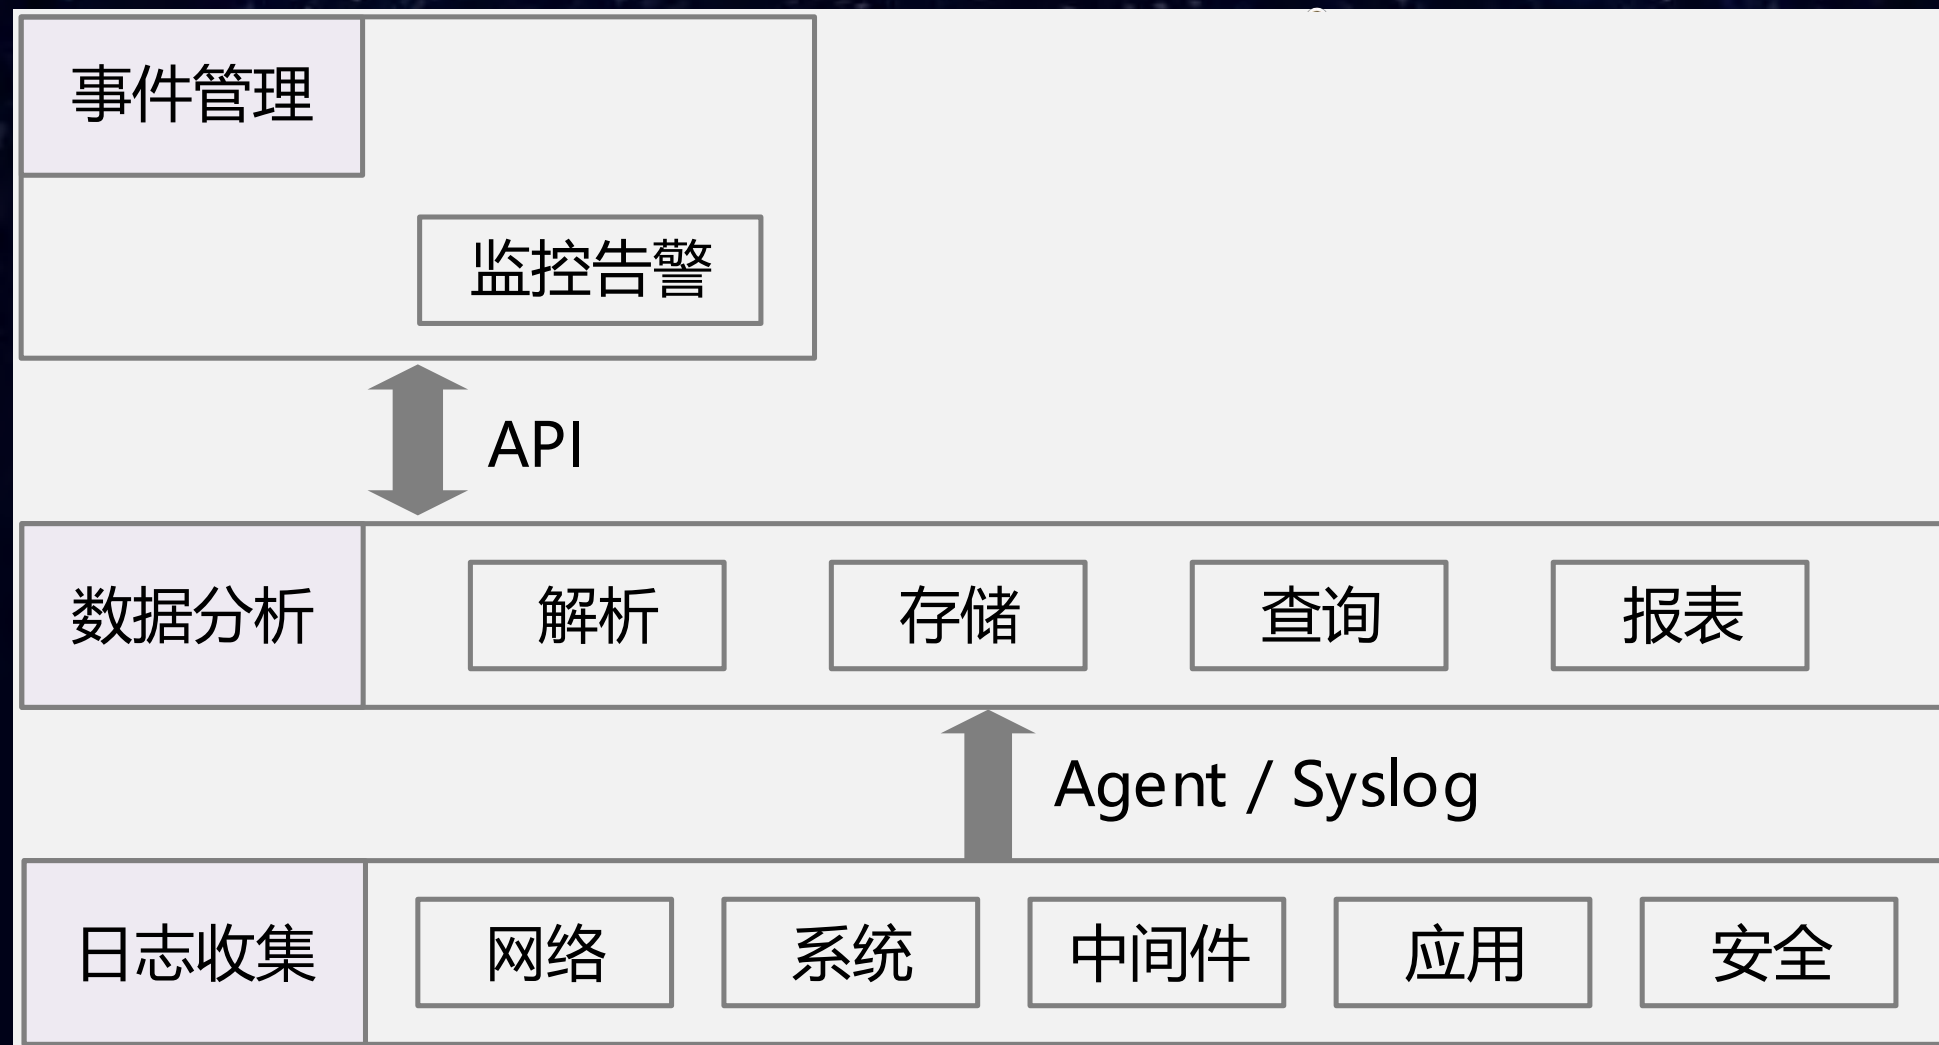 事件管理
监控告警
API
数据分析
解析
存储
查询
报表
Agent / Syslog
日志收集
网络
系统
中间件
应用
安全